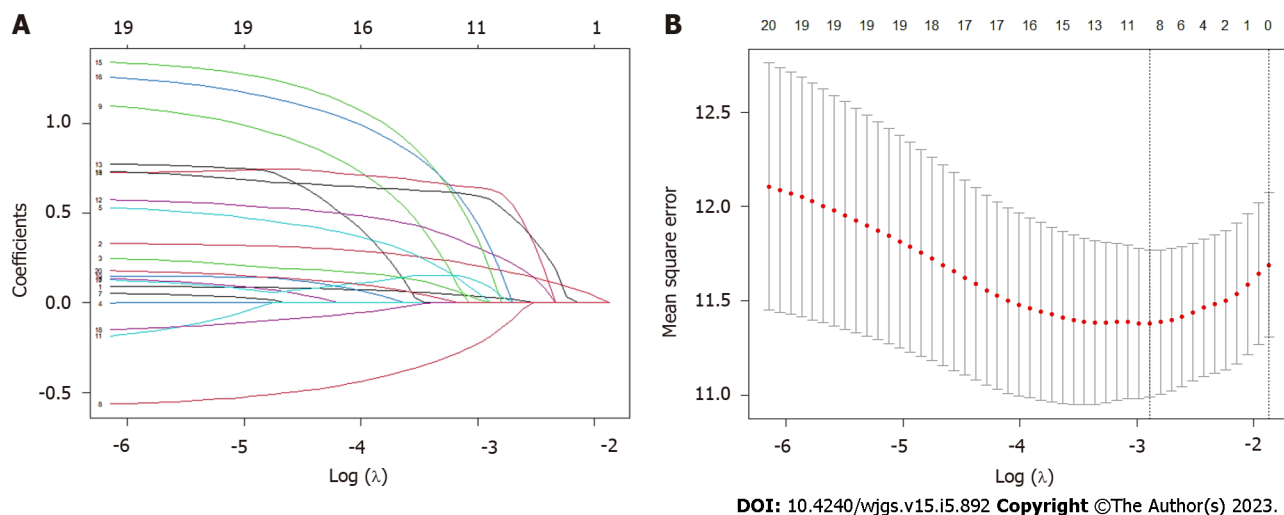 A
19 19 16 11 1
1.0
0.5
0.0
-0.5
Coefficients
15
16
9
13
12
5
2
3
20
1
7
4
18
11
8
-6 -5 -4 -3 -2
Log (λ)
B
20 19 19 19 19 18 17 17 16 15 13 11 8 6 4 2 1 0
12.5
12.0
11.5
11.0
Mean square error
-6 -5 -4 -3 -2
Log (λ)
DOI: 10.4240/wjgs.v15.i5.892 Copyright ©The Author(s) 2023.